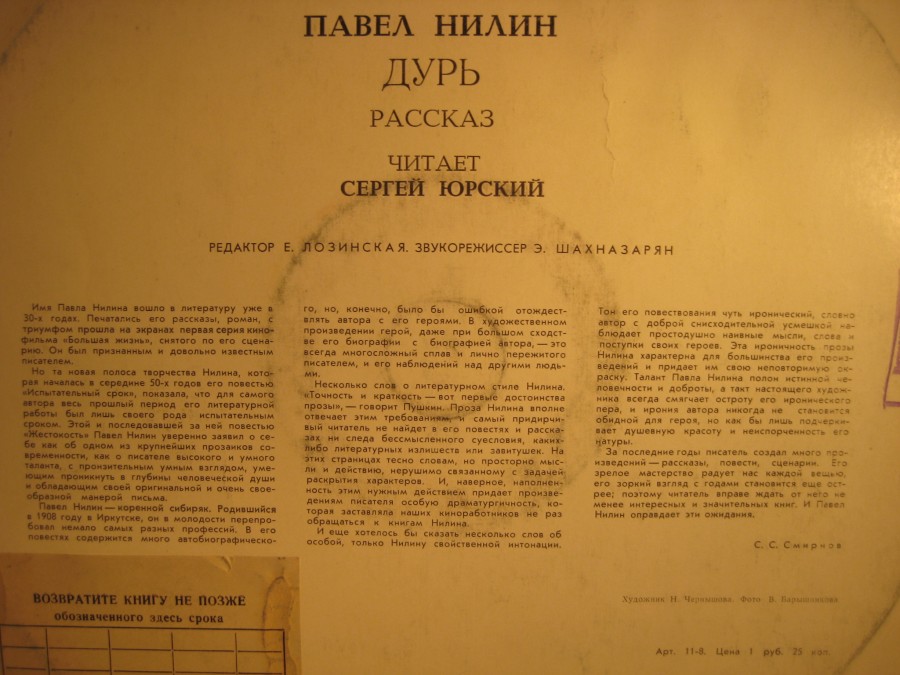 ПАВЕЛ НИЛИН
ДУРЬ
РАССКАЗ
ЧИТАЕТ
СЕРГЕЙ ЮРСКИЙ
РЕДАКТОР Е. ЛОЗИНСКАЯ. ЗВУКОРЕЖИССЕР Э. ШАХНАЗАРЯН
Имя Павла Нилина вошло в литературу уже в
30-х годах. Печатались его рассказы, роман, с
триумфом прошла на экранах первая серия кино-
фильма «Большая жизнь», снятого по его сцена-
рию. Он был признанным и довольно известным
писателем.
Но та новая полоса творчества Нилина, кото-
рая началась в середине 50-х годов его повестью
«Испытательный срок», показала, что для самого
автора весь прошлый период его литературной
работы был лишь своего рода испытательным
сроком. Этой и последовавшей за ней повестью
«Жестокость» Павел Нилин уверенно заявил о се-
бе как об одном из крупнейших прозаиков со-
временности, как о писателе высокого и умного
таланта, с пронзительным умным взглядом, уме-
ющим проникнуть в глубины человеческой души
и обладающим своей оригинальной и очень свое-
образной манерой письма.
Павел Нилин — коренной сибиряк. Родившийся
в 1908 году в Иркутске, он в молодости перепро-
бовал немало самых разных профессий. В его
повестях содержится много автобиографическо-
го, но, конечно, было бы ошибкой отождест-
влять автора с его героями. В художественном
произведении герой, даже при большом сходст-
ве его биографии с биографией автора, — это
всегда многосложный сплав и лично пережитого
писателем, и его наблюдений над другими людь-
ми.
Несколько слов о литературном стиле Нилина.
«Точность и краткость — вот первые достоинства
прозы», — говорит Пушкин. Проза Нилина вполне
отвечает этим требованиям, и самый придирчи-
вый читатель не найдет в его повестях и расска-
зах ни следа бессмысленного суесловия, каких-
либо литературных излишеств или завитушек. На
этих страницах тесно словам, но просторно мыс-
ли и действию, нерушимо связанному с задачей
раскрытия характеров. И, наверное, наполнен-
ность этим нужным действием придает произве-
дениям писателя особую драматургичность, ко-
торая заставляла наших киноработников не раз
обращаться к книгам Нилина.
И еще хотелось бы сказать несколько слов об
особой, только Нилину свойственной интонации.
Тон его повествования чуть иронический, словно
автор с доброй снисходительной усмешкой на-
блюдает простодушно наивные мысли, слова и
поступки своих героев. Эта ироничность прозы
Нилина характерна для большинства его произ-
ведений и придает им свою неповторимую ок-
раску. Талант Павла Нилина полон истинной че-
ловечности и доброты, а такт настоящего худож-
ника всегда смягчает остроту его иронического
пера, и ирония автора никогда не становится
обидной для героя, но как бы лишь подчерки-
вает душевную красоту и неиспорченность его
натуры.
За последние годы писатель создал много про-
изведений — рассказы, повести, сценарии. Его
зрелое мастерство радует нас каждой вещью,
его зоркий взгляд с годами становится еще ост-
рее; поэтому читатель вправе ждать от него не
менее интересных и значительных книг. И Павел
Нилин оправдает эти ожидания.
С. С. Смирнов
Художник Н. Чернышова. Фото В.
Арт. 11-8. Цена 1 руб. 25 коп.
ВОЗВРАТИТЕ КНИГУ НЕ ПОЗЖЕ
обозначенного здесь срока